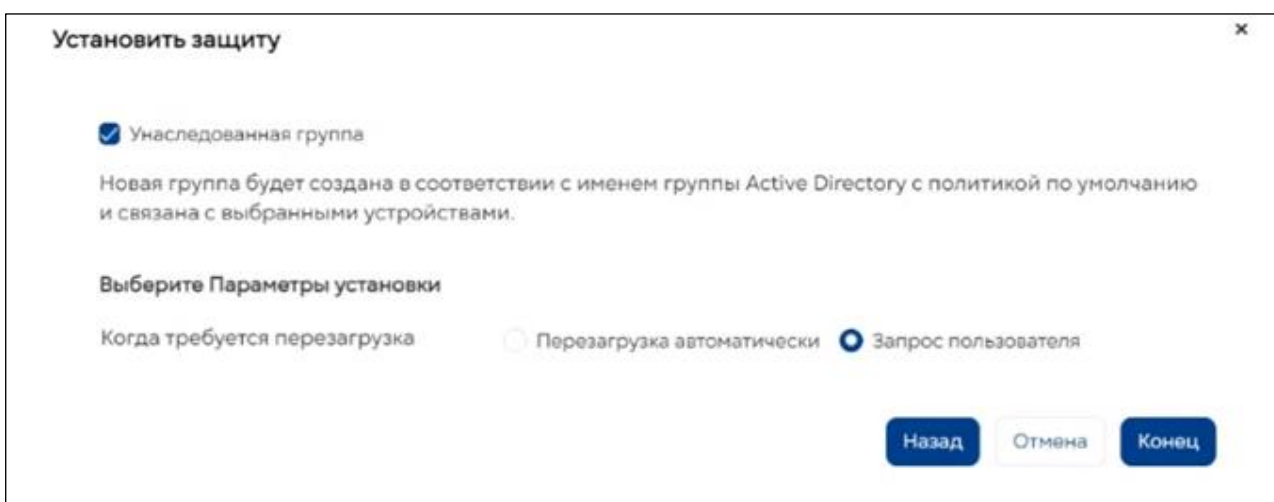 Установить защиту
×
Унаследованная группа
Новая группа будет создана в соответствии с именем группы Active Directory с политикой по умолчанию
и связана с выбранными устройствами.
Выберите Параметры установки
Когда требуется перезагрузка Перезагрузка автоматически Запрос пользователя
Назад Отмена Конец